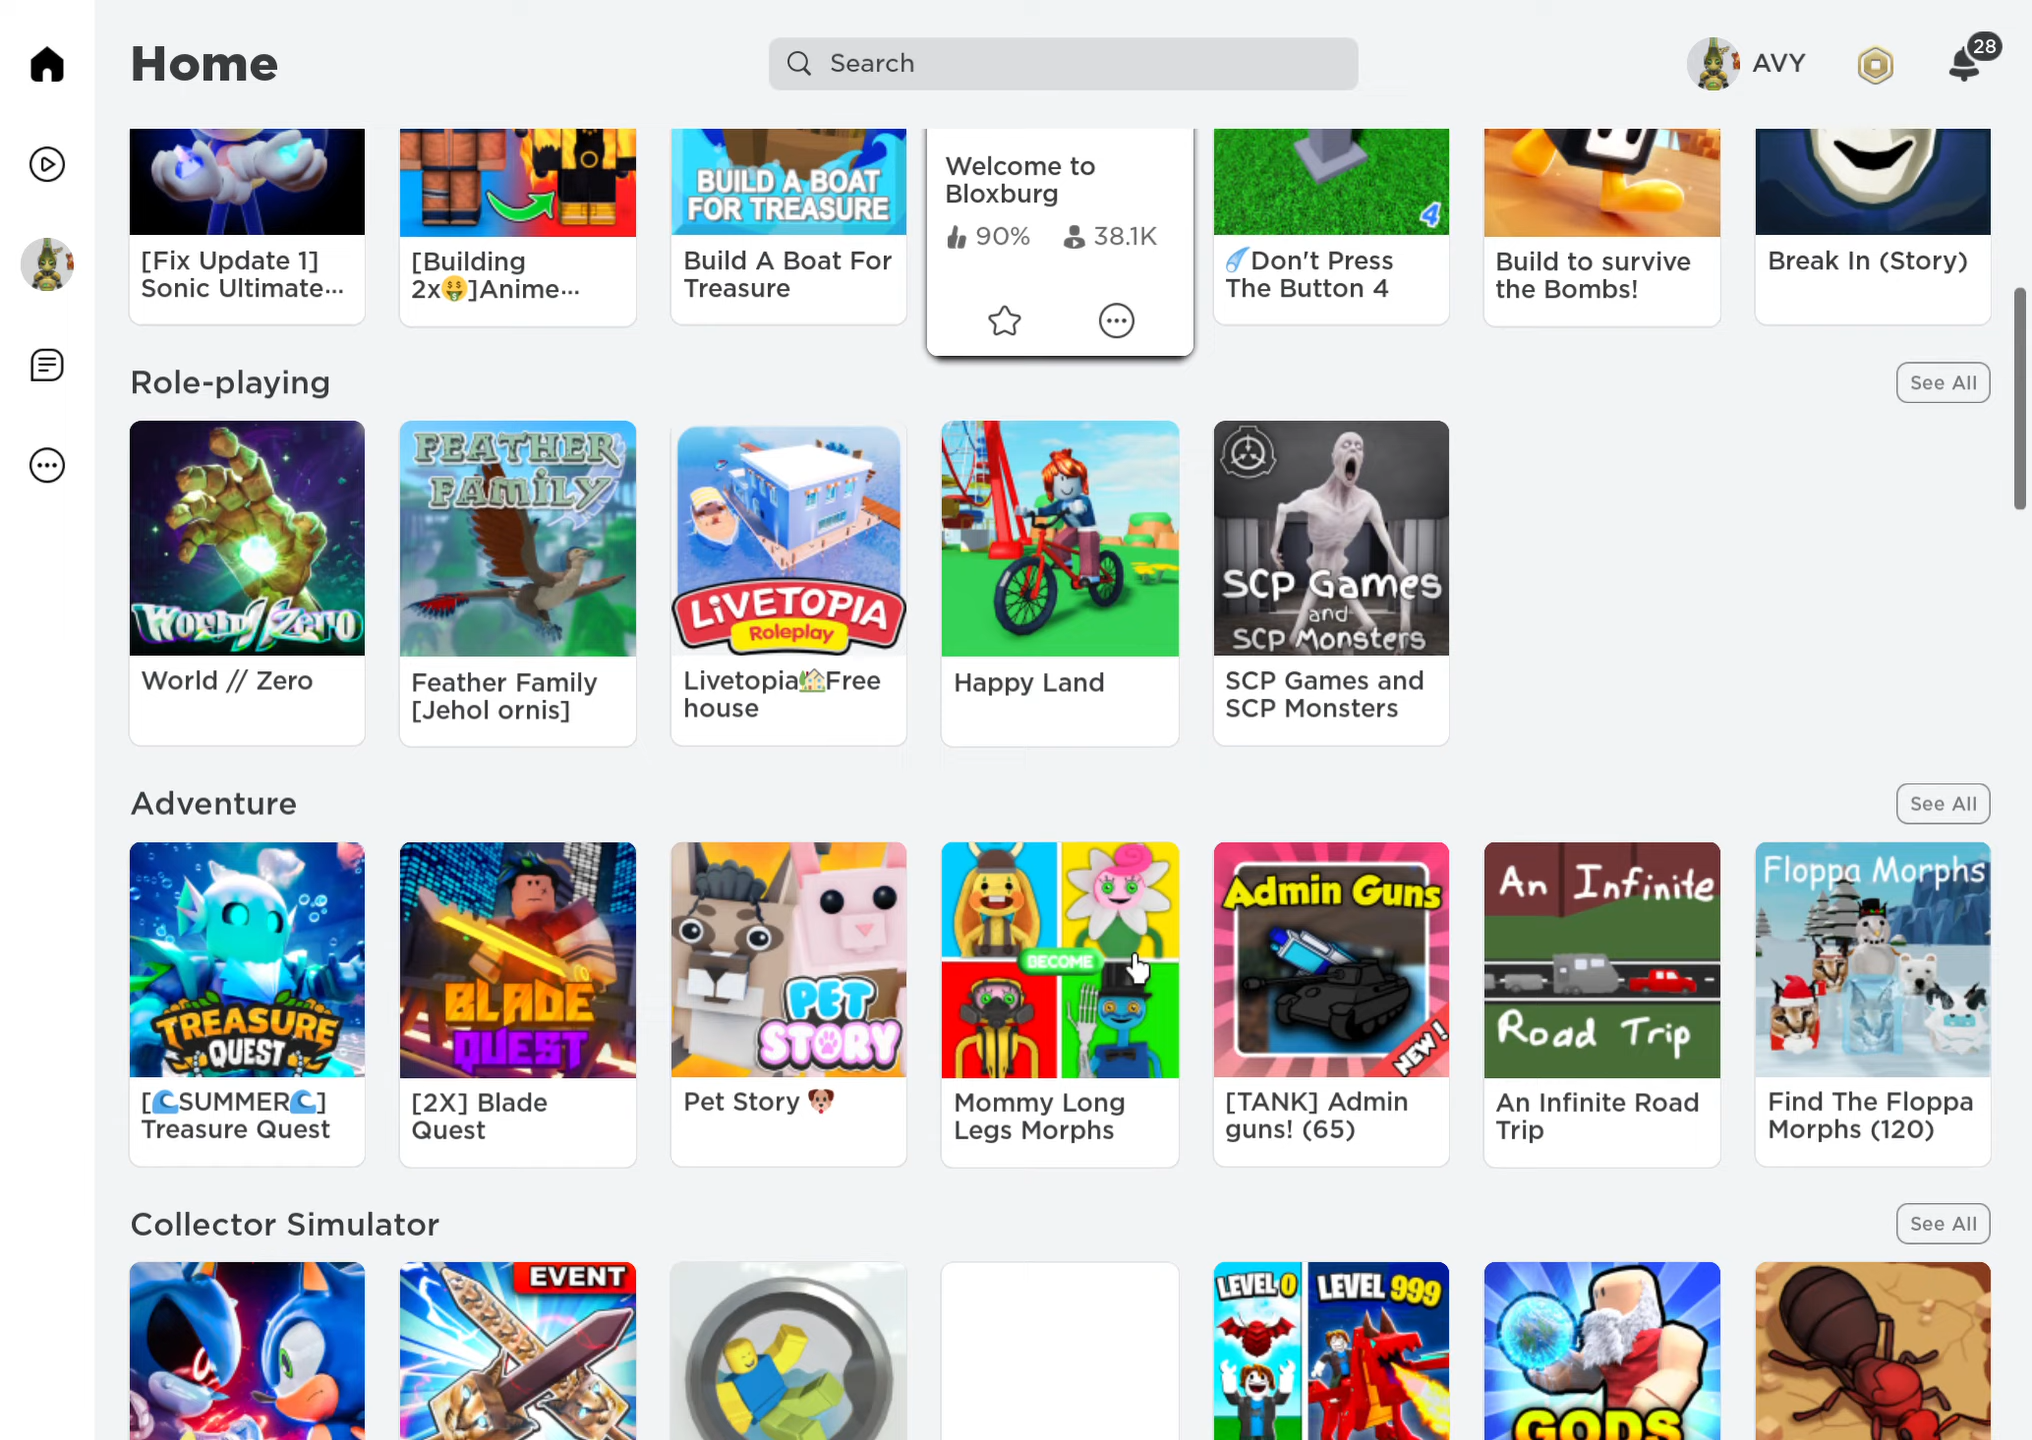 Home
Search
AVY
28
BUILD A BOAT
FOR TREASURE
4
[Fix Update 1]
Sonic Ultimate...
[Building
2x🤑]Anime...
Build A Boat For
Treasure
Welcome to
Bloxburg
90%
38.1K
☄️Don't Press
The Button 4
Build to survive
the Bombs!
Break In (Story)
Role-playing
See All
World // Zero
FEATHER
FAMILY
LIVETOPIA
Roleplay
SCP Games
and
SCP Monsters
World // Zero
Feather Family
[Jehol ornis]
Livetopia🏡Free
house
Happy Land
SCP Games and
SCP Monsters
Adventure
See All
TREASURE
QUEST
BLADE
QUEST
PET
STORY
BECOME
Admin Guns
NEW!
An Infinite
Road Trip
Floppa Morphs
[🌊SUMMER🌊]
Treasure Quest
[2X] Blade
Quest
Pet Story 🐶
Mommy Long
Legs Morphs
[TANK] Admin
guns! (65)
An Infinite Road
Trip
Find The Floppa
Morphs (120)
Collector Simulator
See All
EVENT
LEVEL 0
LEVEL 999
GODS